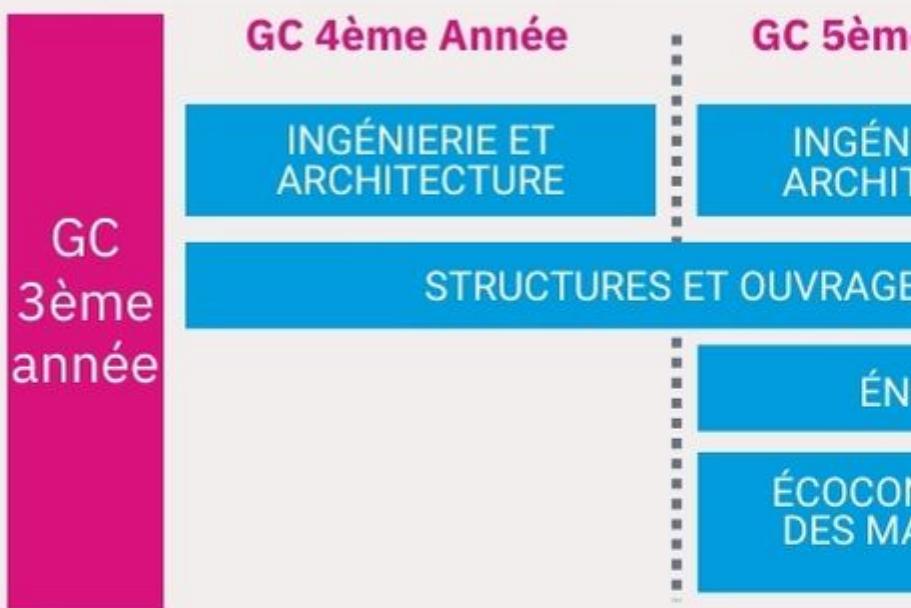 GC 4ème Année
GC 5èm
INGÉNIERIE ET
ARCHITECTURE
INGÉN
ARCHIT
GC
3ème
année
STRUCTURES ET OUVRAGE
ÉN
ÉCOCON
DES MA